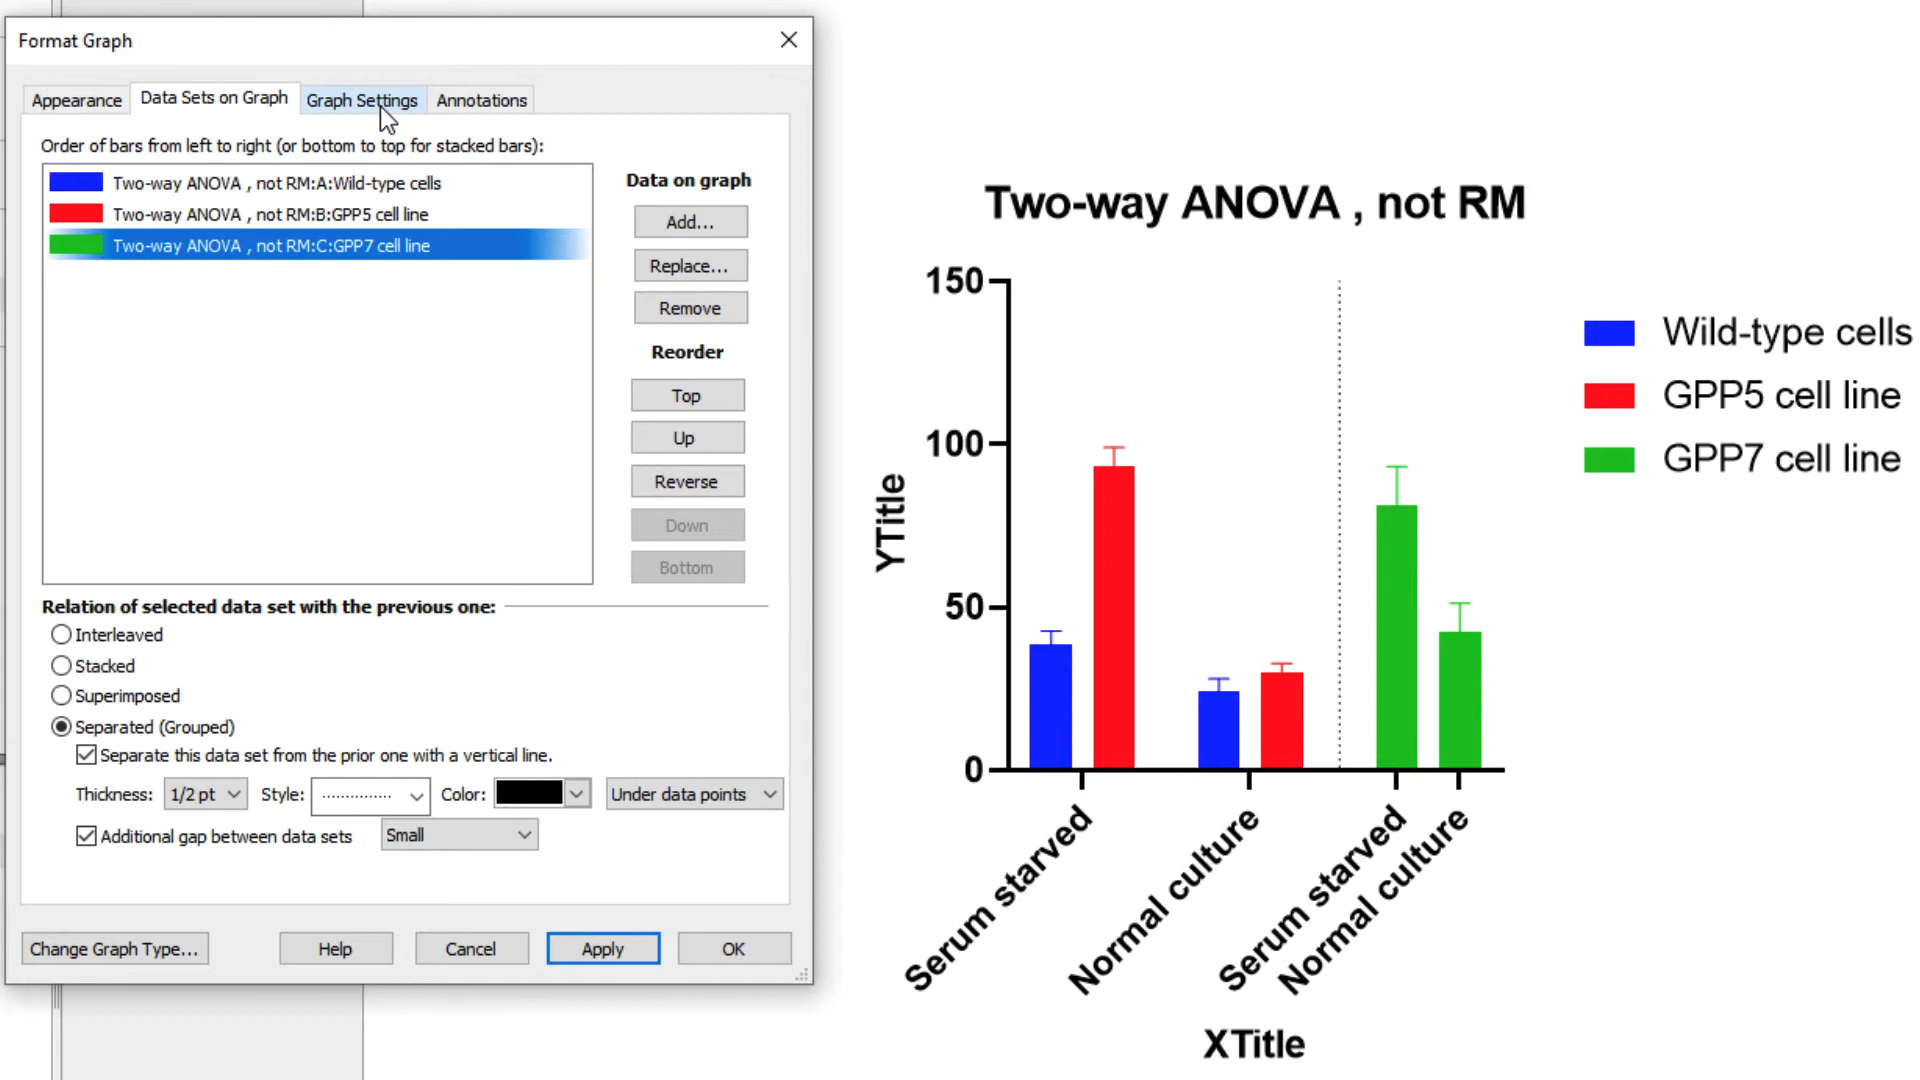 Format Graph
Appearance
Data Sets on Graph
Graph Settings
Annotations
Order of bars from left to right (or bottom to top for stacked bars):
Two-way ANOVA , not RM:A:Wild-type cells
Two-way ANOVA , not RM:B:GPP5 cell line
Two-way ANOVA , not RM:C:GPP7 cell line
Data on graph
Add...
Replace...
Remove
Reorder
Top
Up
Reverse
Down
Bottom
Relation of selected data set with the previous one:
Interleaved
Stacked
Superimposed
Separated (Grouped)
Separate this data set from the prior one with a vertical line.
Thickness: 1/2 pt Style: Color: Under data points
Additional gap between data sets Small
Change Graph Type...
Help
Cancel
Apply
OK
Two-way ANOVA , not RM
150
100
50
0
YTitle
Serum starved
Normal culture
Serum starved
Normal culture
XTitle
Wild-type cells
GPP5 cell line
GPP7 cell line